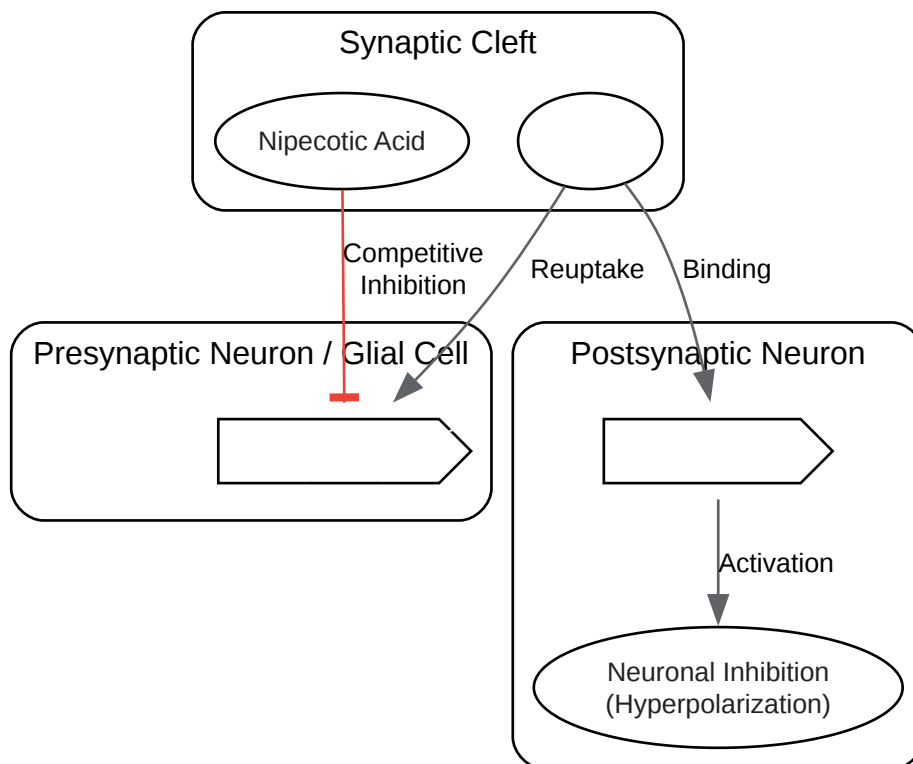 Synaptic Cleft
Nipecotic Acid
Competitive
Inhibition
Reuptake
Binding
Presynaptic Neuron / Glial Cell
Postsynaptic Neuron
Activation
Neuronal Inhibition
(Hyperpolarization)